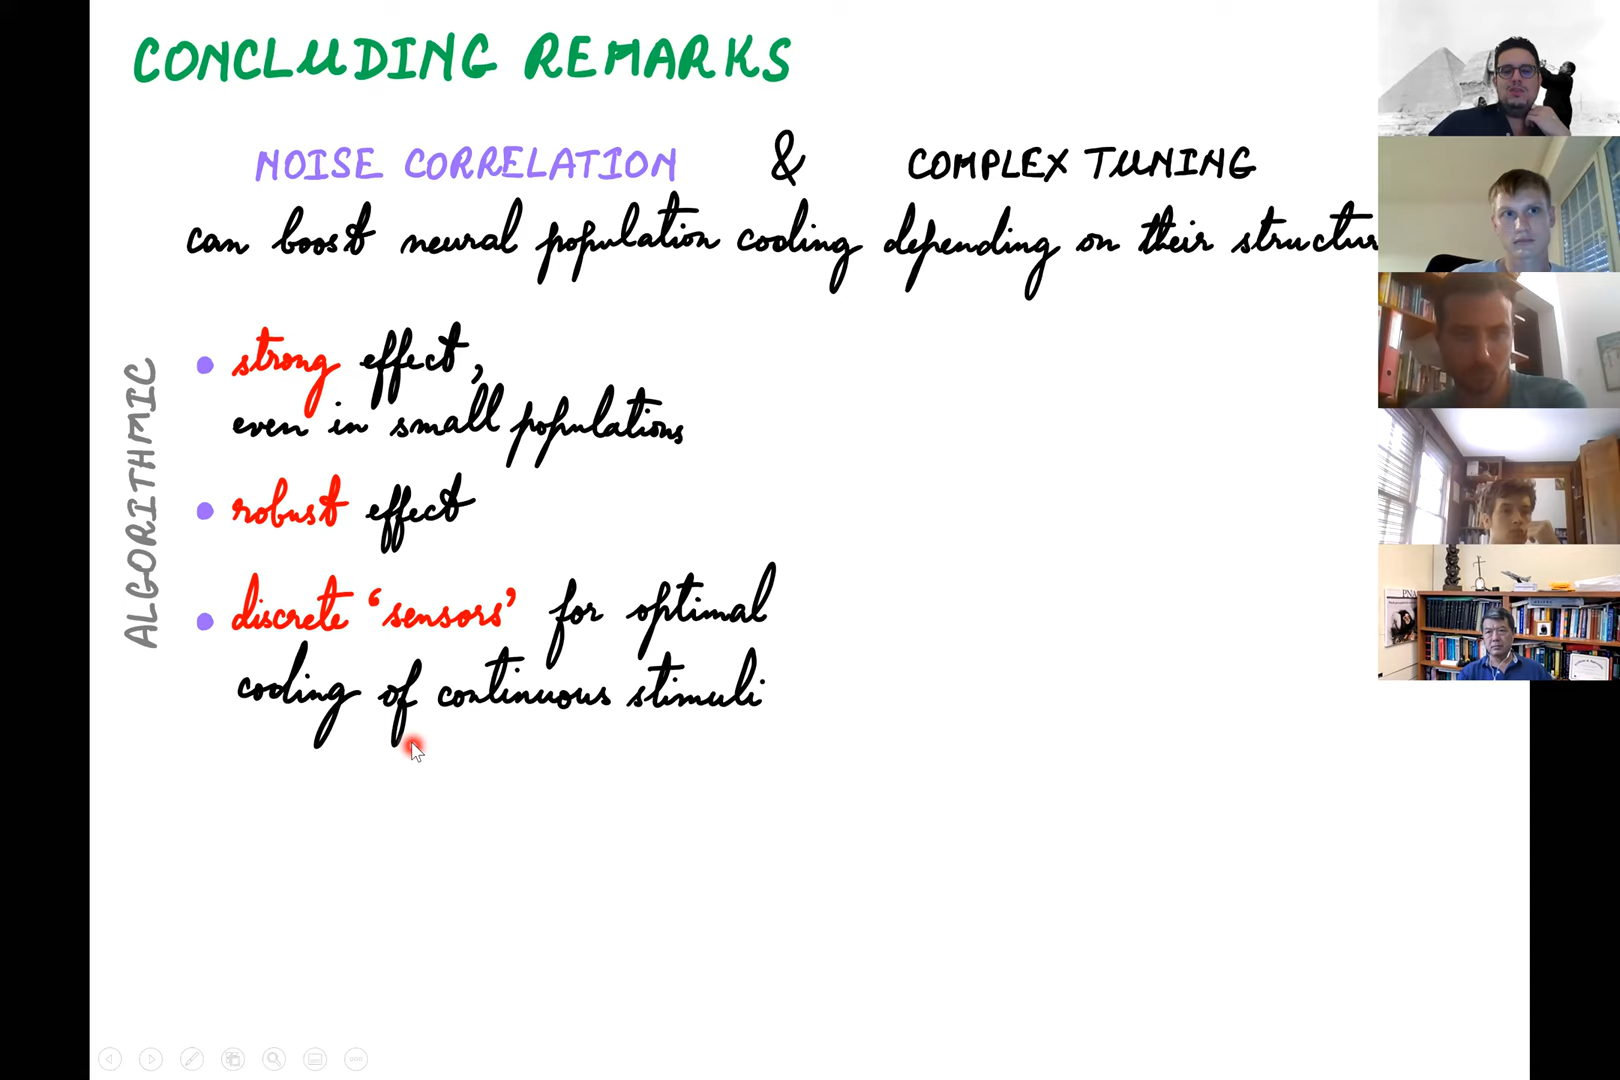 CONCLUDING REMARKS
NOISE CORRELATION & COMPLEX TUNING
can boost neural population coding depending on their structur
ALGORITHMIC
• strong effect,
even in small populations
• robust effect
• discrete ‘sensors’ for optimal
coding of continuous stimuli